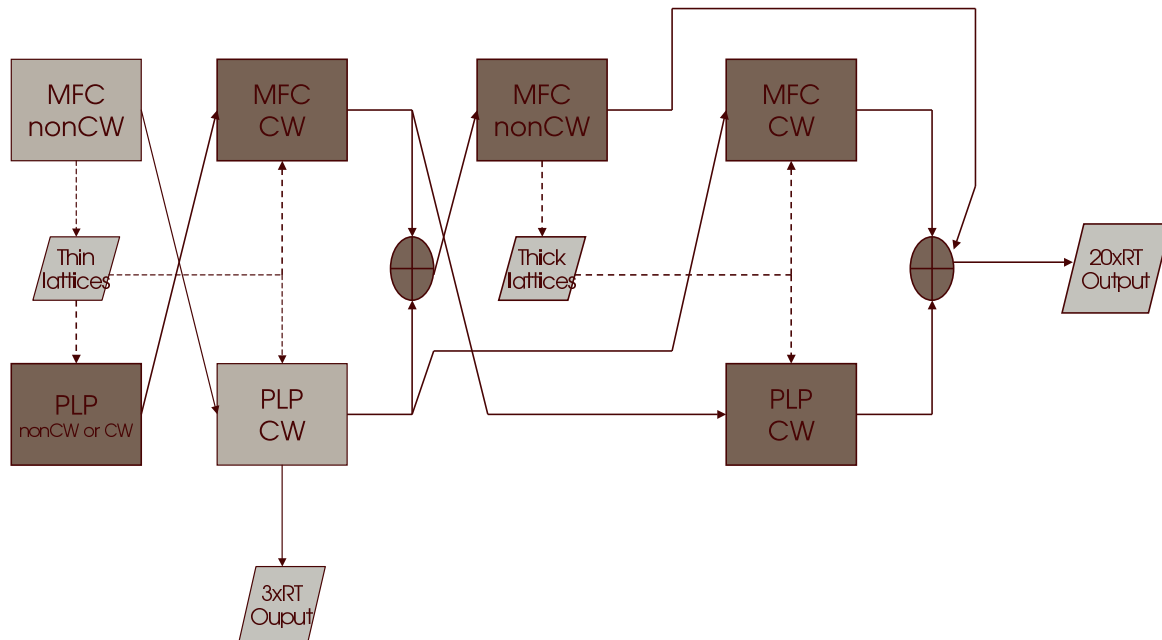 MFC
nonCW
MFC
CW
MFC
nonCW
MFC
CW
Thin
lattices
Thick
lattices
20xRT
Output
PLP
nonCW or CW
PLP
CW
PLP
CW
3xRT
Ouput